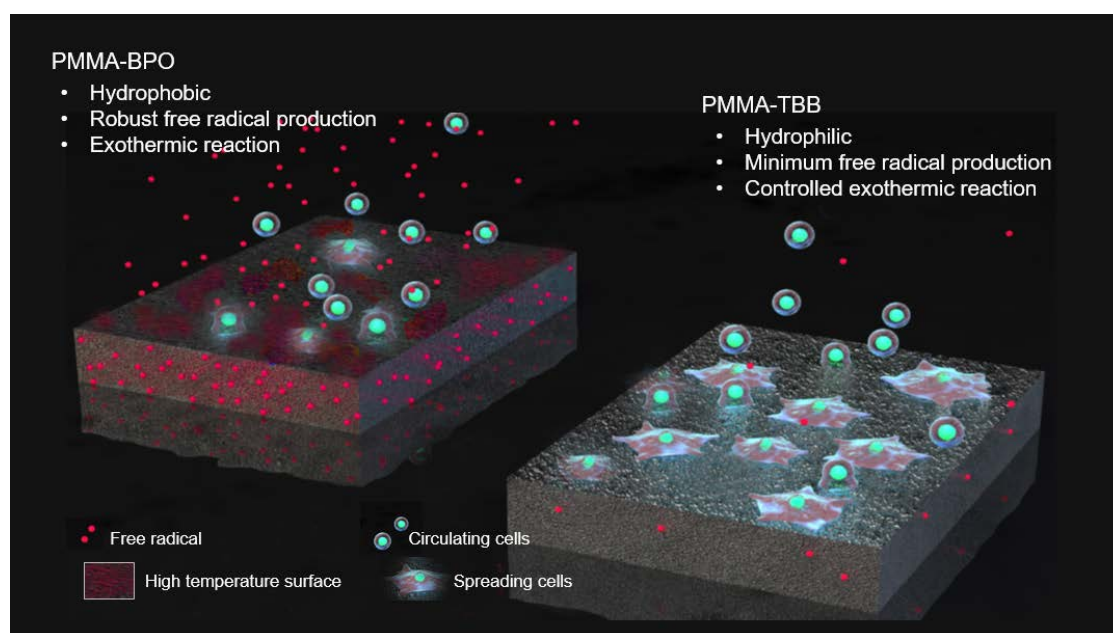 PMMA-BPO
• Hydrophobic
• Robust free radical production
• Exothermic reaction
PMMA-TBB
• Hydrophilic
• Minimum free radical production
• Controlled exothermic reaction
Free radical
Circulating cells
High temperature surface
Spreading cells